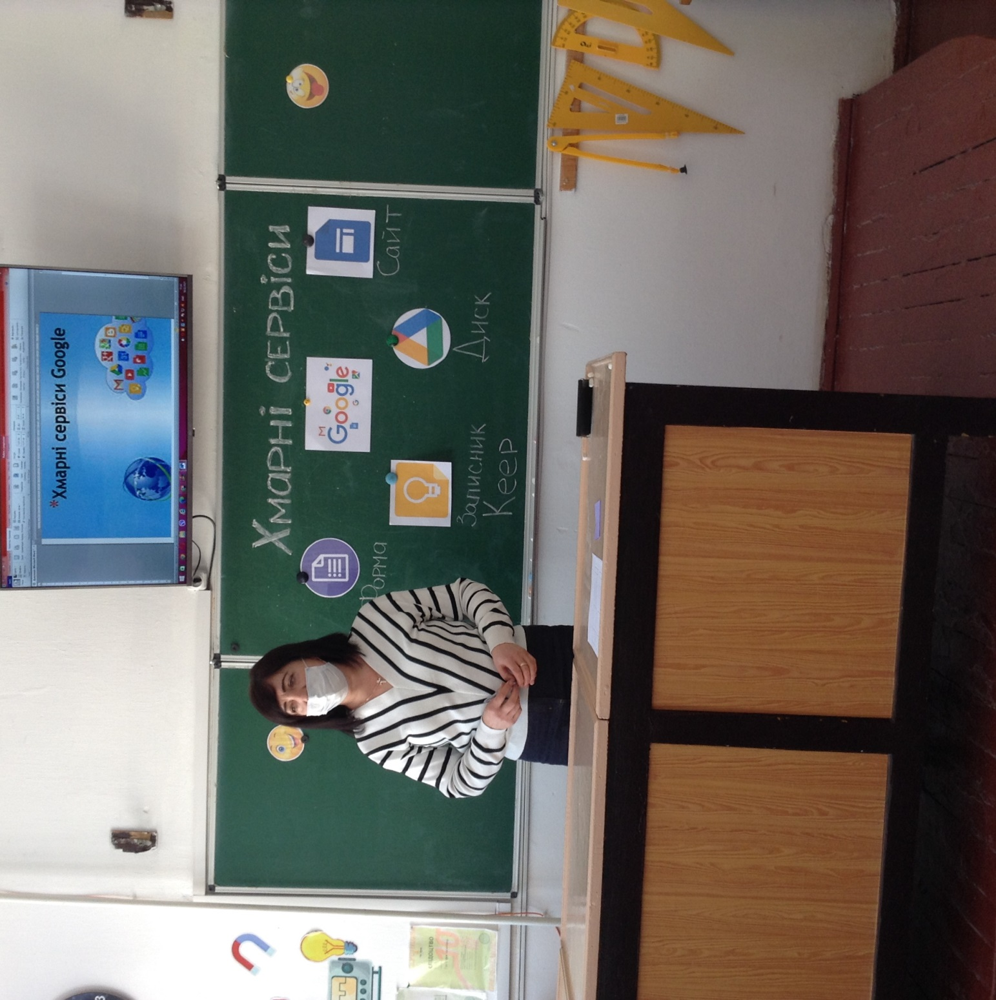 *Хмарні сервіси Google
Хмарні сервіси
Google
Форма
Сайт
Записник
Keep
Диск